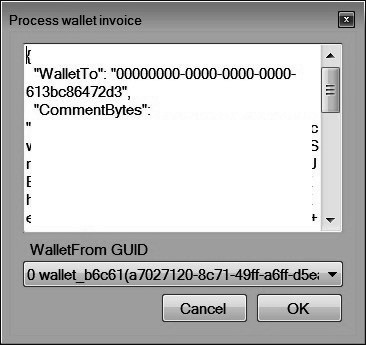 Process wallet invoice
{
"WalletTo": "00000000-0000-0000-0000-
613bc86472d3",
"CommentBytes":
"
WalletFrom GUID
0 wallet_b6c61(a7027120-8c71-49ff-a6ff-d5ea
Cancel OK